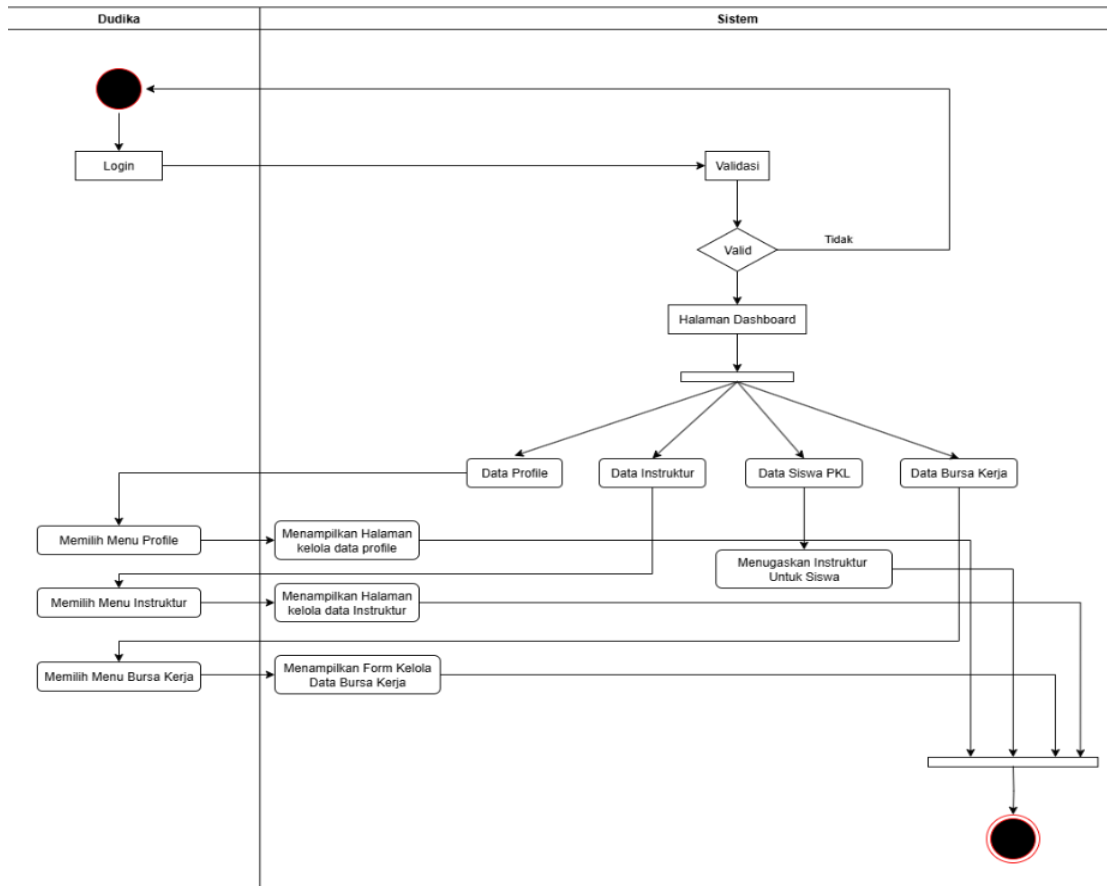 Dudika
Sistem
Login
Validasi
Valid
Tidak
Halaman Dashboard
Data Profile
Data Instruktur
Data Siswa PKL
Data Bursa Kerja
Memilih Menu Profile
Menampilkan Halaman
kelola data profile
Menugaskan Instruktur
Untuk Siswa
Memilih Menu Instruktur
Menampilkan Halaman
kelola data Instruktur
Memilih Menu Bursa Kerja
Menampilkan Form Kelola
Data Bursa Kerja